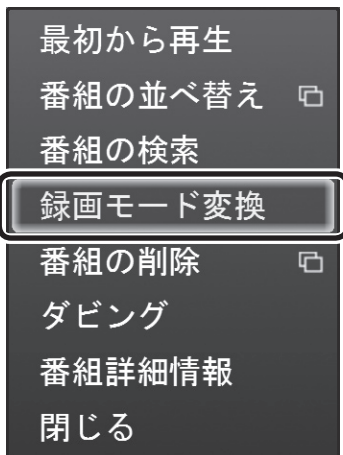 最初から再生
番組の並べ替え
番組の検索
録画モード変換
番組の削除
ダビング
番組詳細情報
閉じる